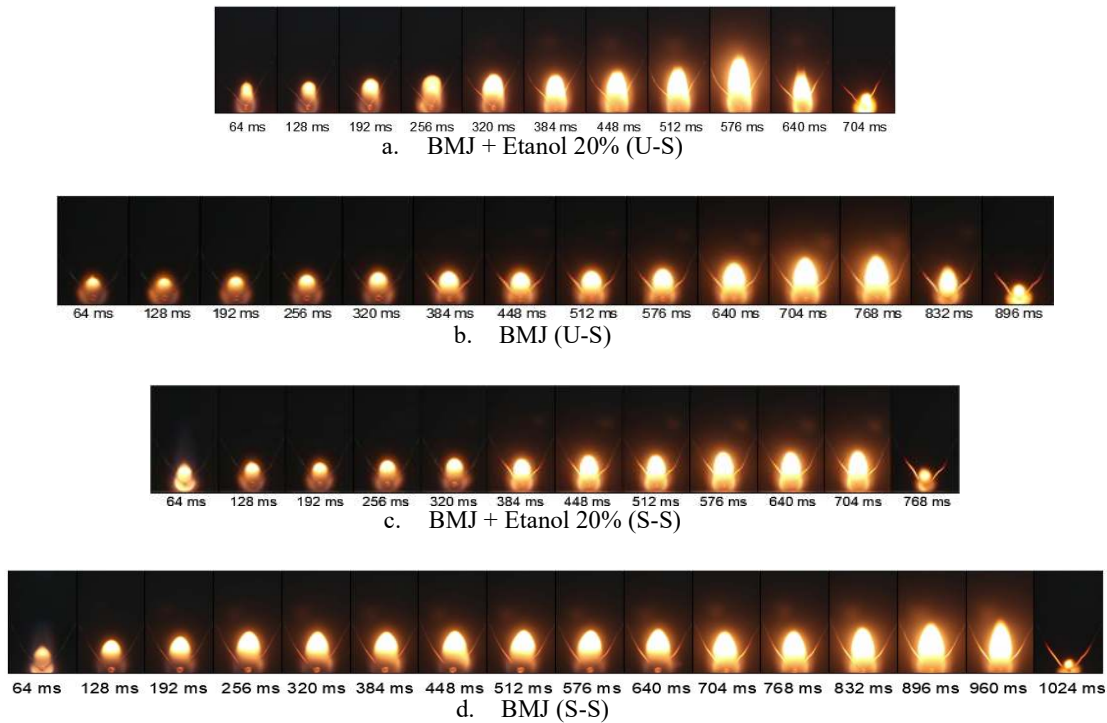 64 ms 128 ms 192 ms 256 ms 320 ms 384 ms 448 ms 512 ms 576 ms 640 ms 704 ms
a. BMJ + Etanol 20% (U-S)
64 ms 128 ms 192 ms 256 ms 320 ms 384 ms 448 ms 512 ms 576 ms 640 ms 704 ms 768 ms 832 ms 896 ms
b. BMJ (U-S)
64 ms 128 ms 192 ms 256 ms 320 ms 384 ms 448 ms 512 ms 576 ms 640 ms 704 ms 768 ms
c. BMJ + Etanol 20% (S-S)
64 ms 128 ms 192 ms 256 ms 320 ms 384 ms 448 ms 512 ms 576 ms 640 ms 704 ms 768 ms 832 ms 896 ms 960 ms 1024 ms
d. BMJ (S-S)